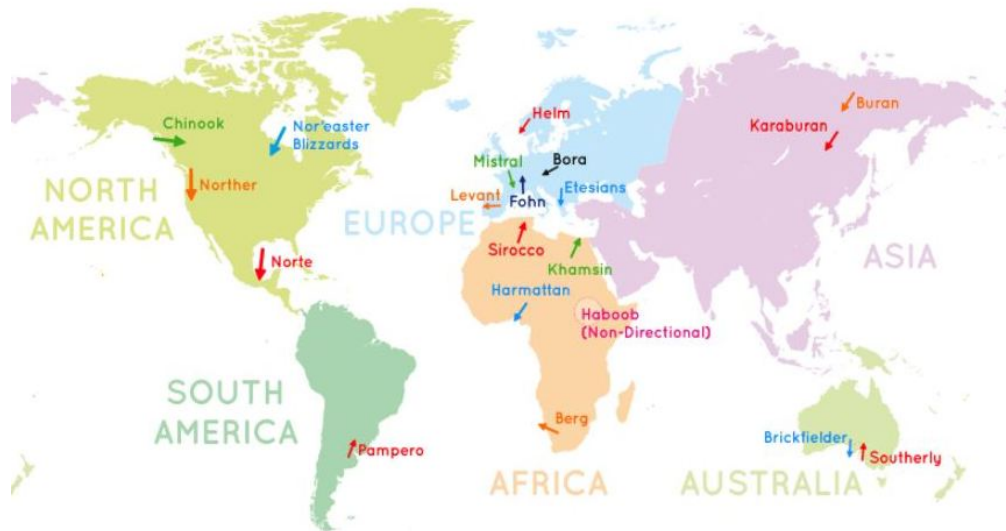 Chinook
Nor'easter
Blizzards
Norther
NORTH
AMERICA
Norte
SOUTH
AMERICA
Pampero
Helm
Mistral
Bora
Levant
Fohn
Etesians
EUROPE
Sirocco
Khamsin
Harmattan
Haboob
(Non-Directional)
Berg
AFRICA
Buran
Karaburan
ASIA
Brickfielder
Southerly
AUSTRALIA